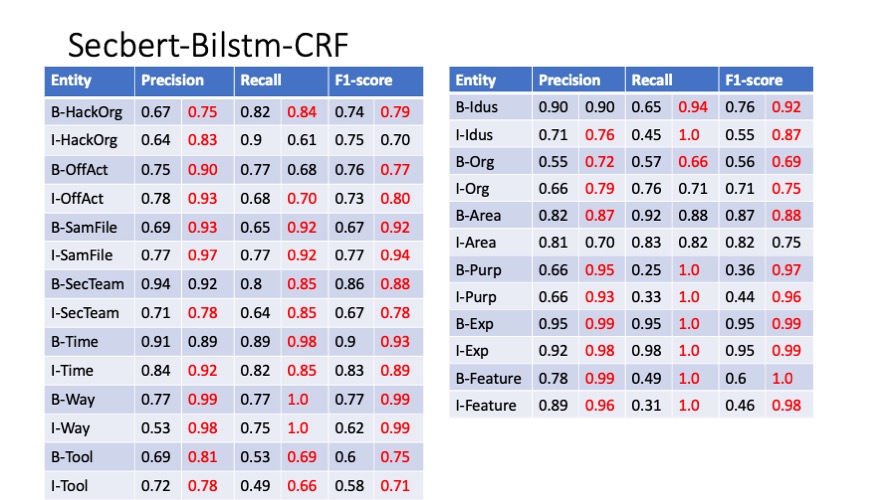 Secbert-Bilstm-CRF
Entity Precision Recall F1-score
B-HackOrg 0.67 0.75 0.82 0.84 0.74 0.79
I-HackOrg 0.64 0.83 0.9 0.61 0.75 0.70
B-OffAct 0.75 0.90 0.77 0.68 0.76 0.77
I-OffAct 0.78 0.93 0.68 0.70 0.73 0.80
B-SamFile 0.69 0.93 0.65 0.92 0.67 0.92
I-SamFile 0.77 0.97 0.77 0.92 0.77 0.94
B-SecTeam 0.94 0.92 0.8 0.85 0.86 0.88
I-SecTeam 0.71 0.78 0.64 0.85 0.67 0.78
B-Time 0.91 0.89 0.89 0.98 0.9 0.93
I-Time 0.84 0.92 0.82 0.85 0.83 0.89
B-Way 0.77 0.99 0.77 1.0 0.77 0.99
I-Way 0.53 0.98 0.75 1.0 0.62 0.99
B-Tool 0.69 0.81 0.53 0.69 0.6 0.75
I-Tool 0.72 0.78 0.49 0.66 0.58 0.71
Entity Precision Recall F1-score
B-Idus 0.90 0.90 0.65 0.94 0.76 0.92
I-Idus 0.71 0.76 0.45 1.0 0.55 0.87
B-Org 0.55 0.72 0.57 0.66 0.56 0.69
I-Org 0.66 0.79 0.76 0.71 0.71 0.75
B-Area 0.82 0.87 0.92 0.88 0.87 0.88
I-Area 0.81 0.70 0.83 0.82 0.82 0.75
B-Purp 0.66 0.95 0.25 1.0 0.36 0.97
I-Purp 0.66 0.93 0.33 1.0 0.44 0.96
B-Exp 0.95 0.99 0.95 1.0 0.95 0.99
I-Exp 0.92 0.98 0.98 1.0 0.95 0.99
B-Feature 0.78 0.99 0.49 1.0 0.6 1.0
I-Feature 0.89 0.96 0.31 1.0 0.46 0.98